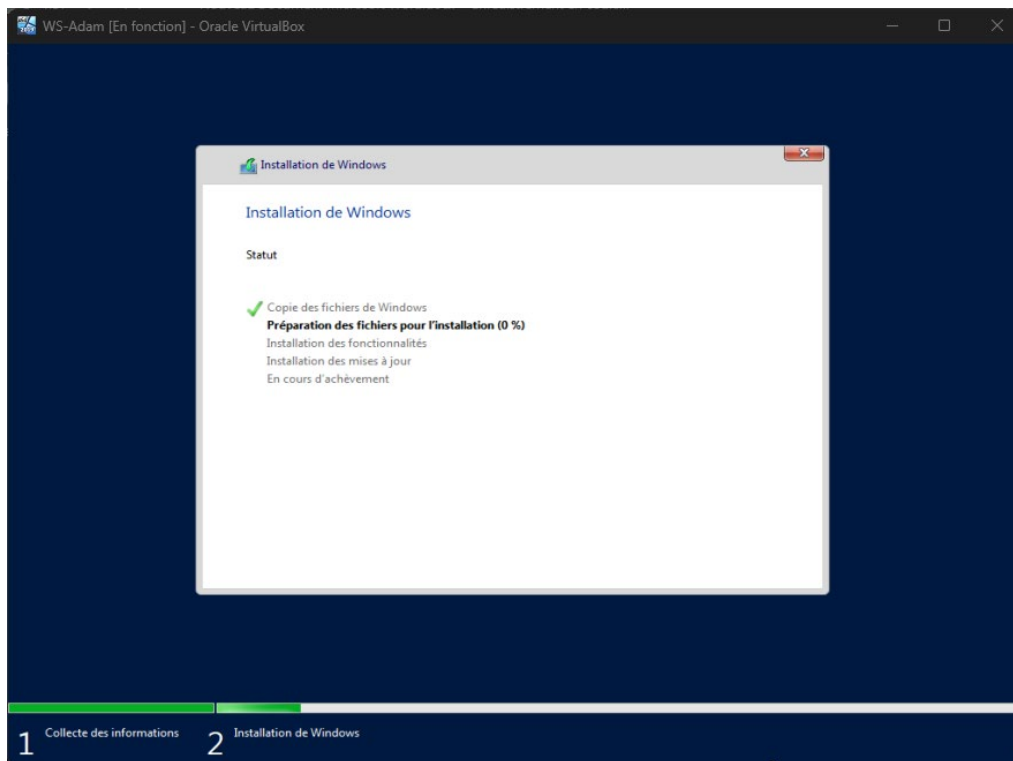 WS-Adam [En fonction] - Oracle VirtualBox
Installation de Windows
Installation de Windows
Statut
Copie des fichiers de Windows
Préparation des fichiers pour l'installation (0 %)
Installation des fonctionnalités
Installation des mises à jour
En cours d'achèvement
1 Collecte des informations 2 Installation de Windows